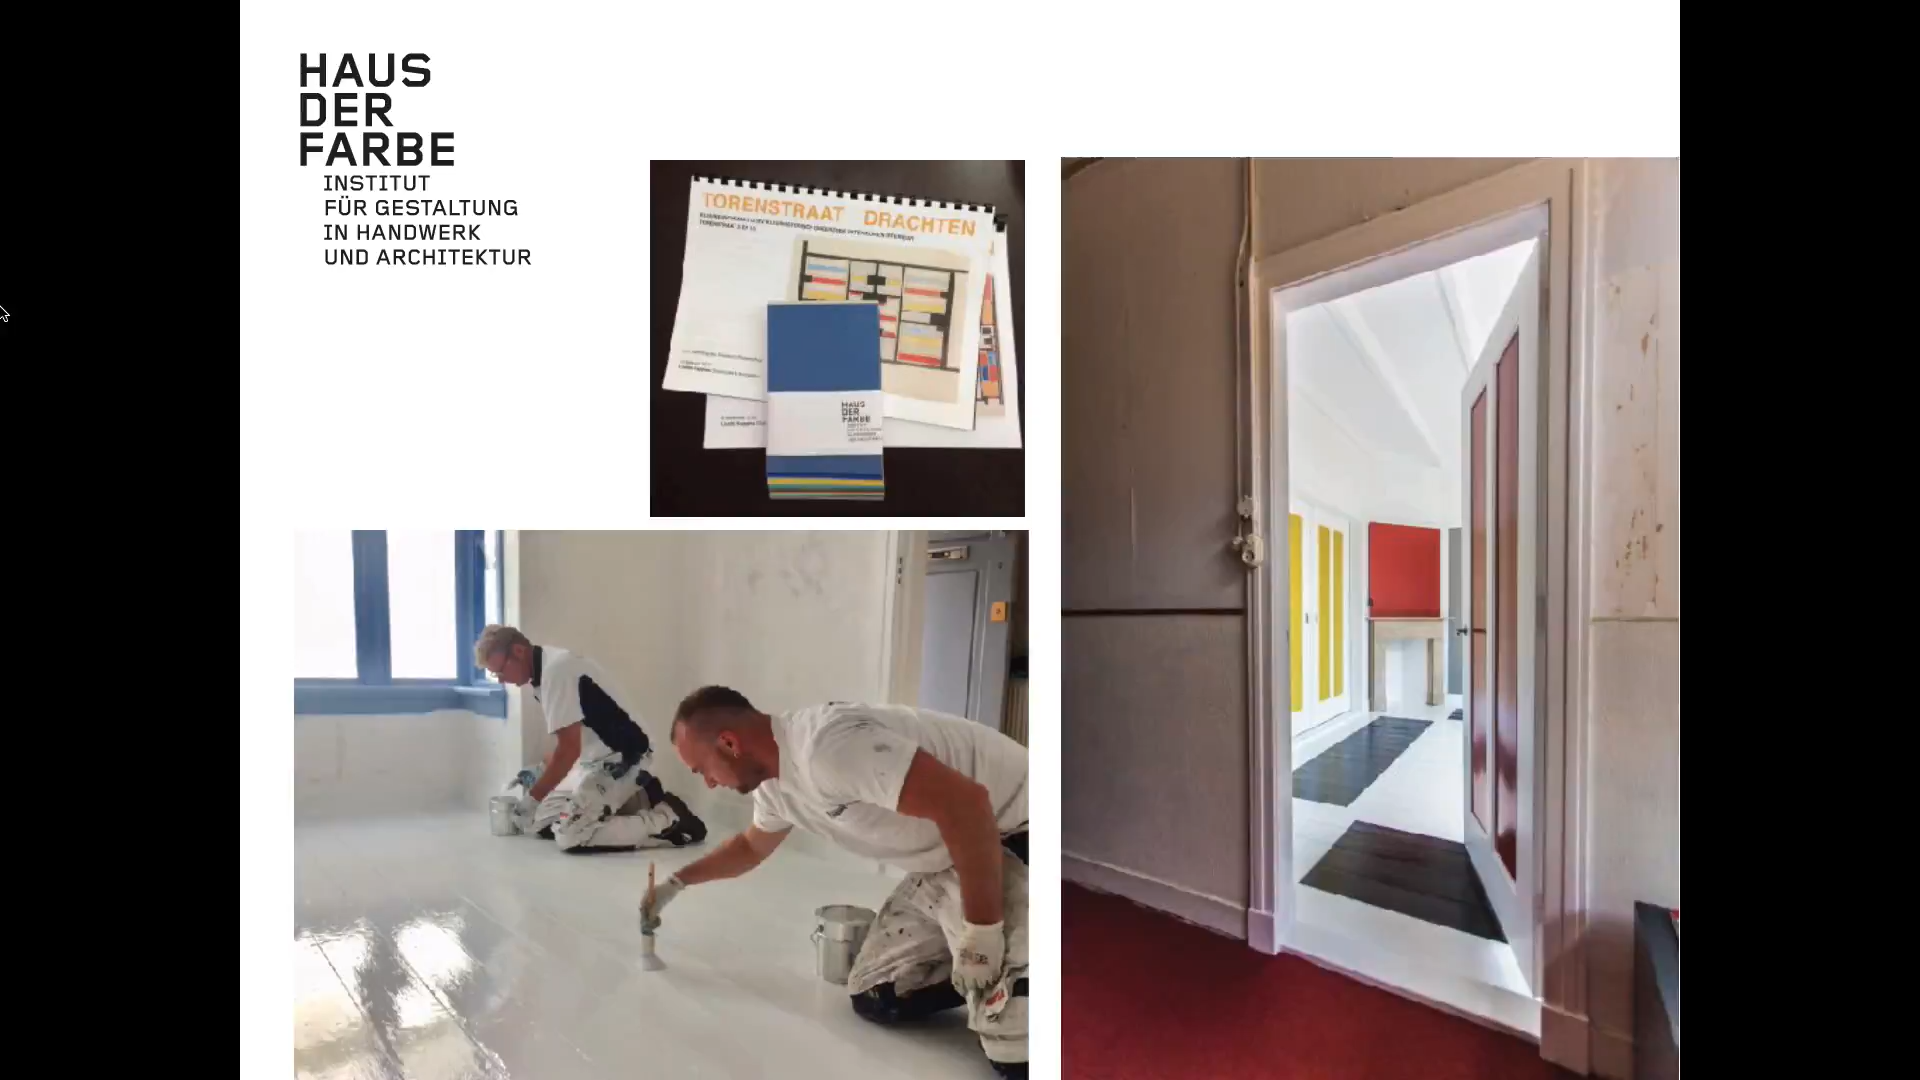 HAUS
DER
FARBE
INSTITUT
FÜR GESTALTUNG
IN HANDWERK
UND ARCHITEKTUR
TORENSTRAAT DRACHTEN
HAUS
DER
FARBE